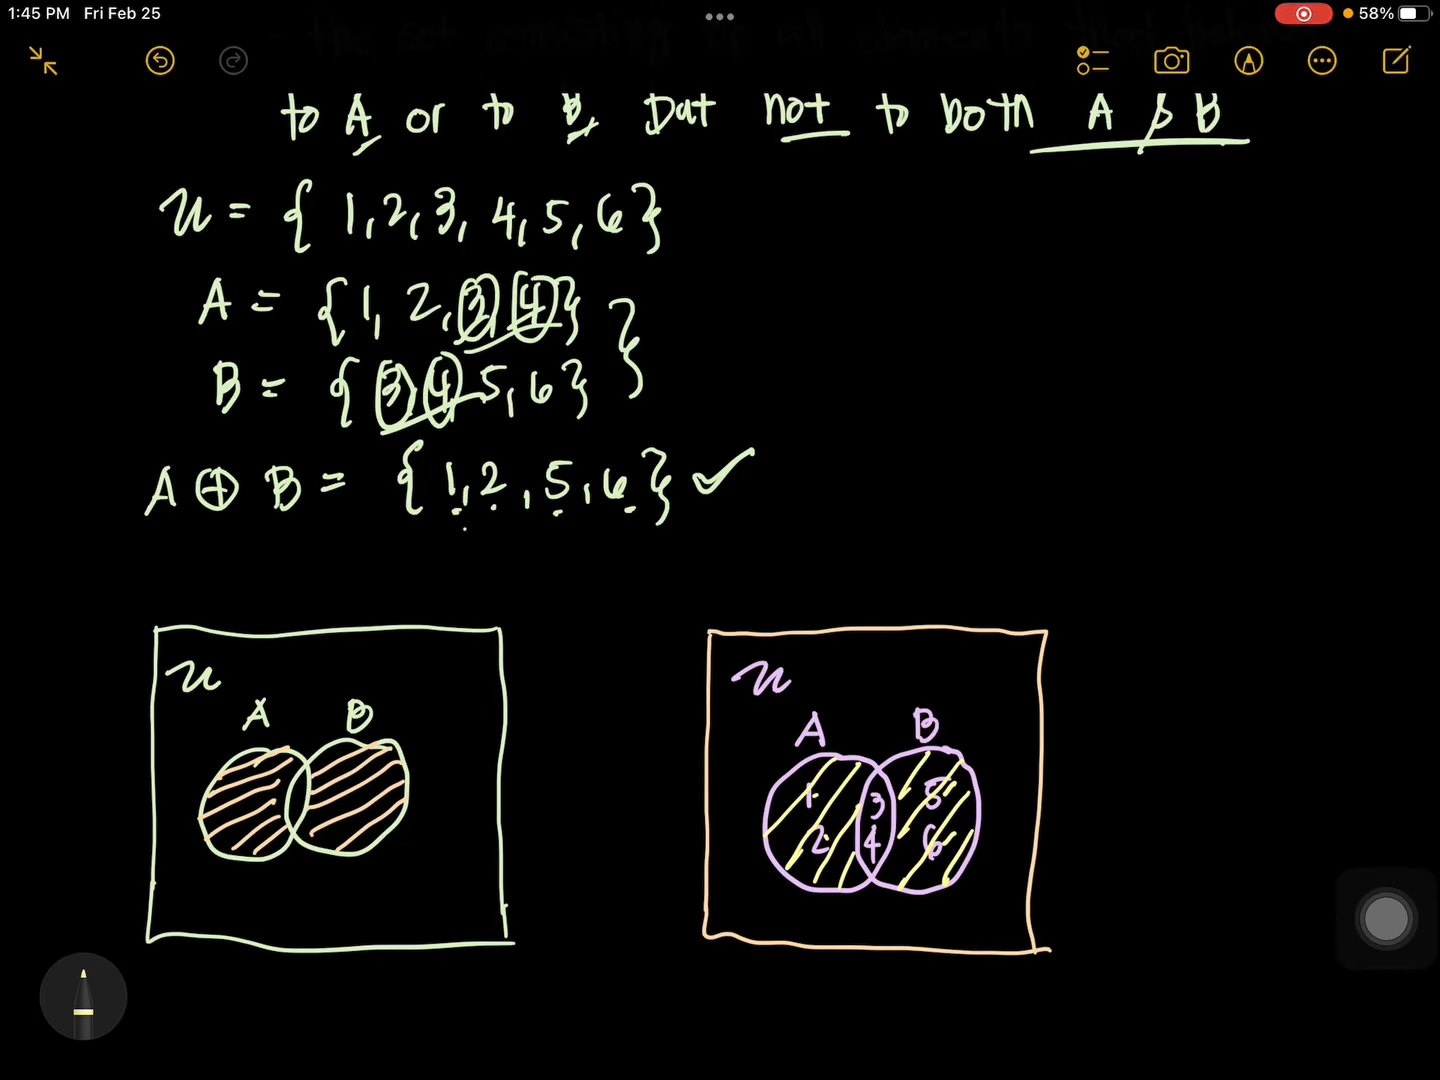 1:45 PM Fri Feb 25
58%
to A or to B, but not to both A & B
U = { 1, 2, 3, 4, 5, 6 }
A = { 1, 2, 3, 4 }
B = { 3, 4, 5, 6 }
A ⊕ B = { 1, 2, 5, 6 } ✓
U
A B
U
A B
1 3 5
2 4 6